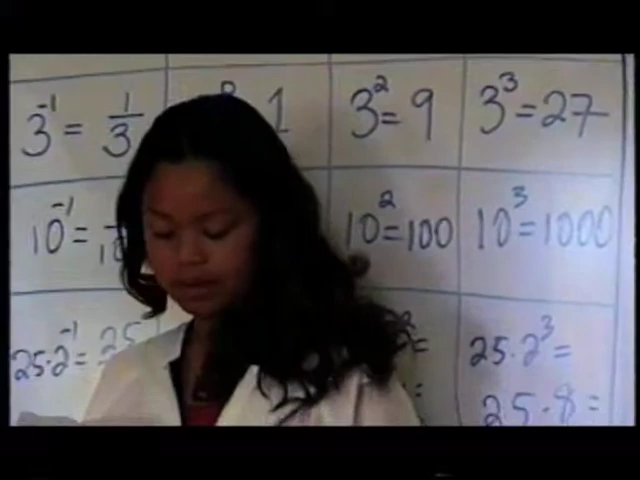 3⁻¹ = 1/3
1
3² = 9
3³ = 27
10⁻¹ =
10² = 100
10³ = 1000
25·2⁻¹ = 25
25·2³ =
25·8 =